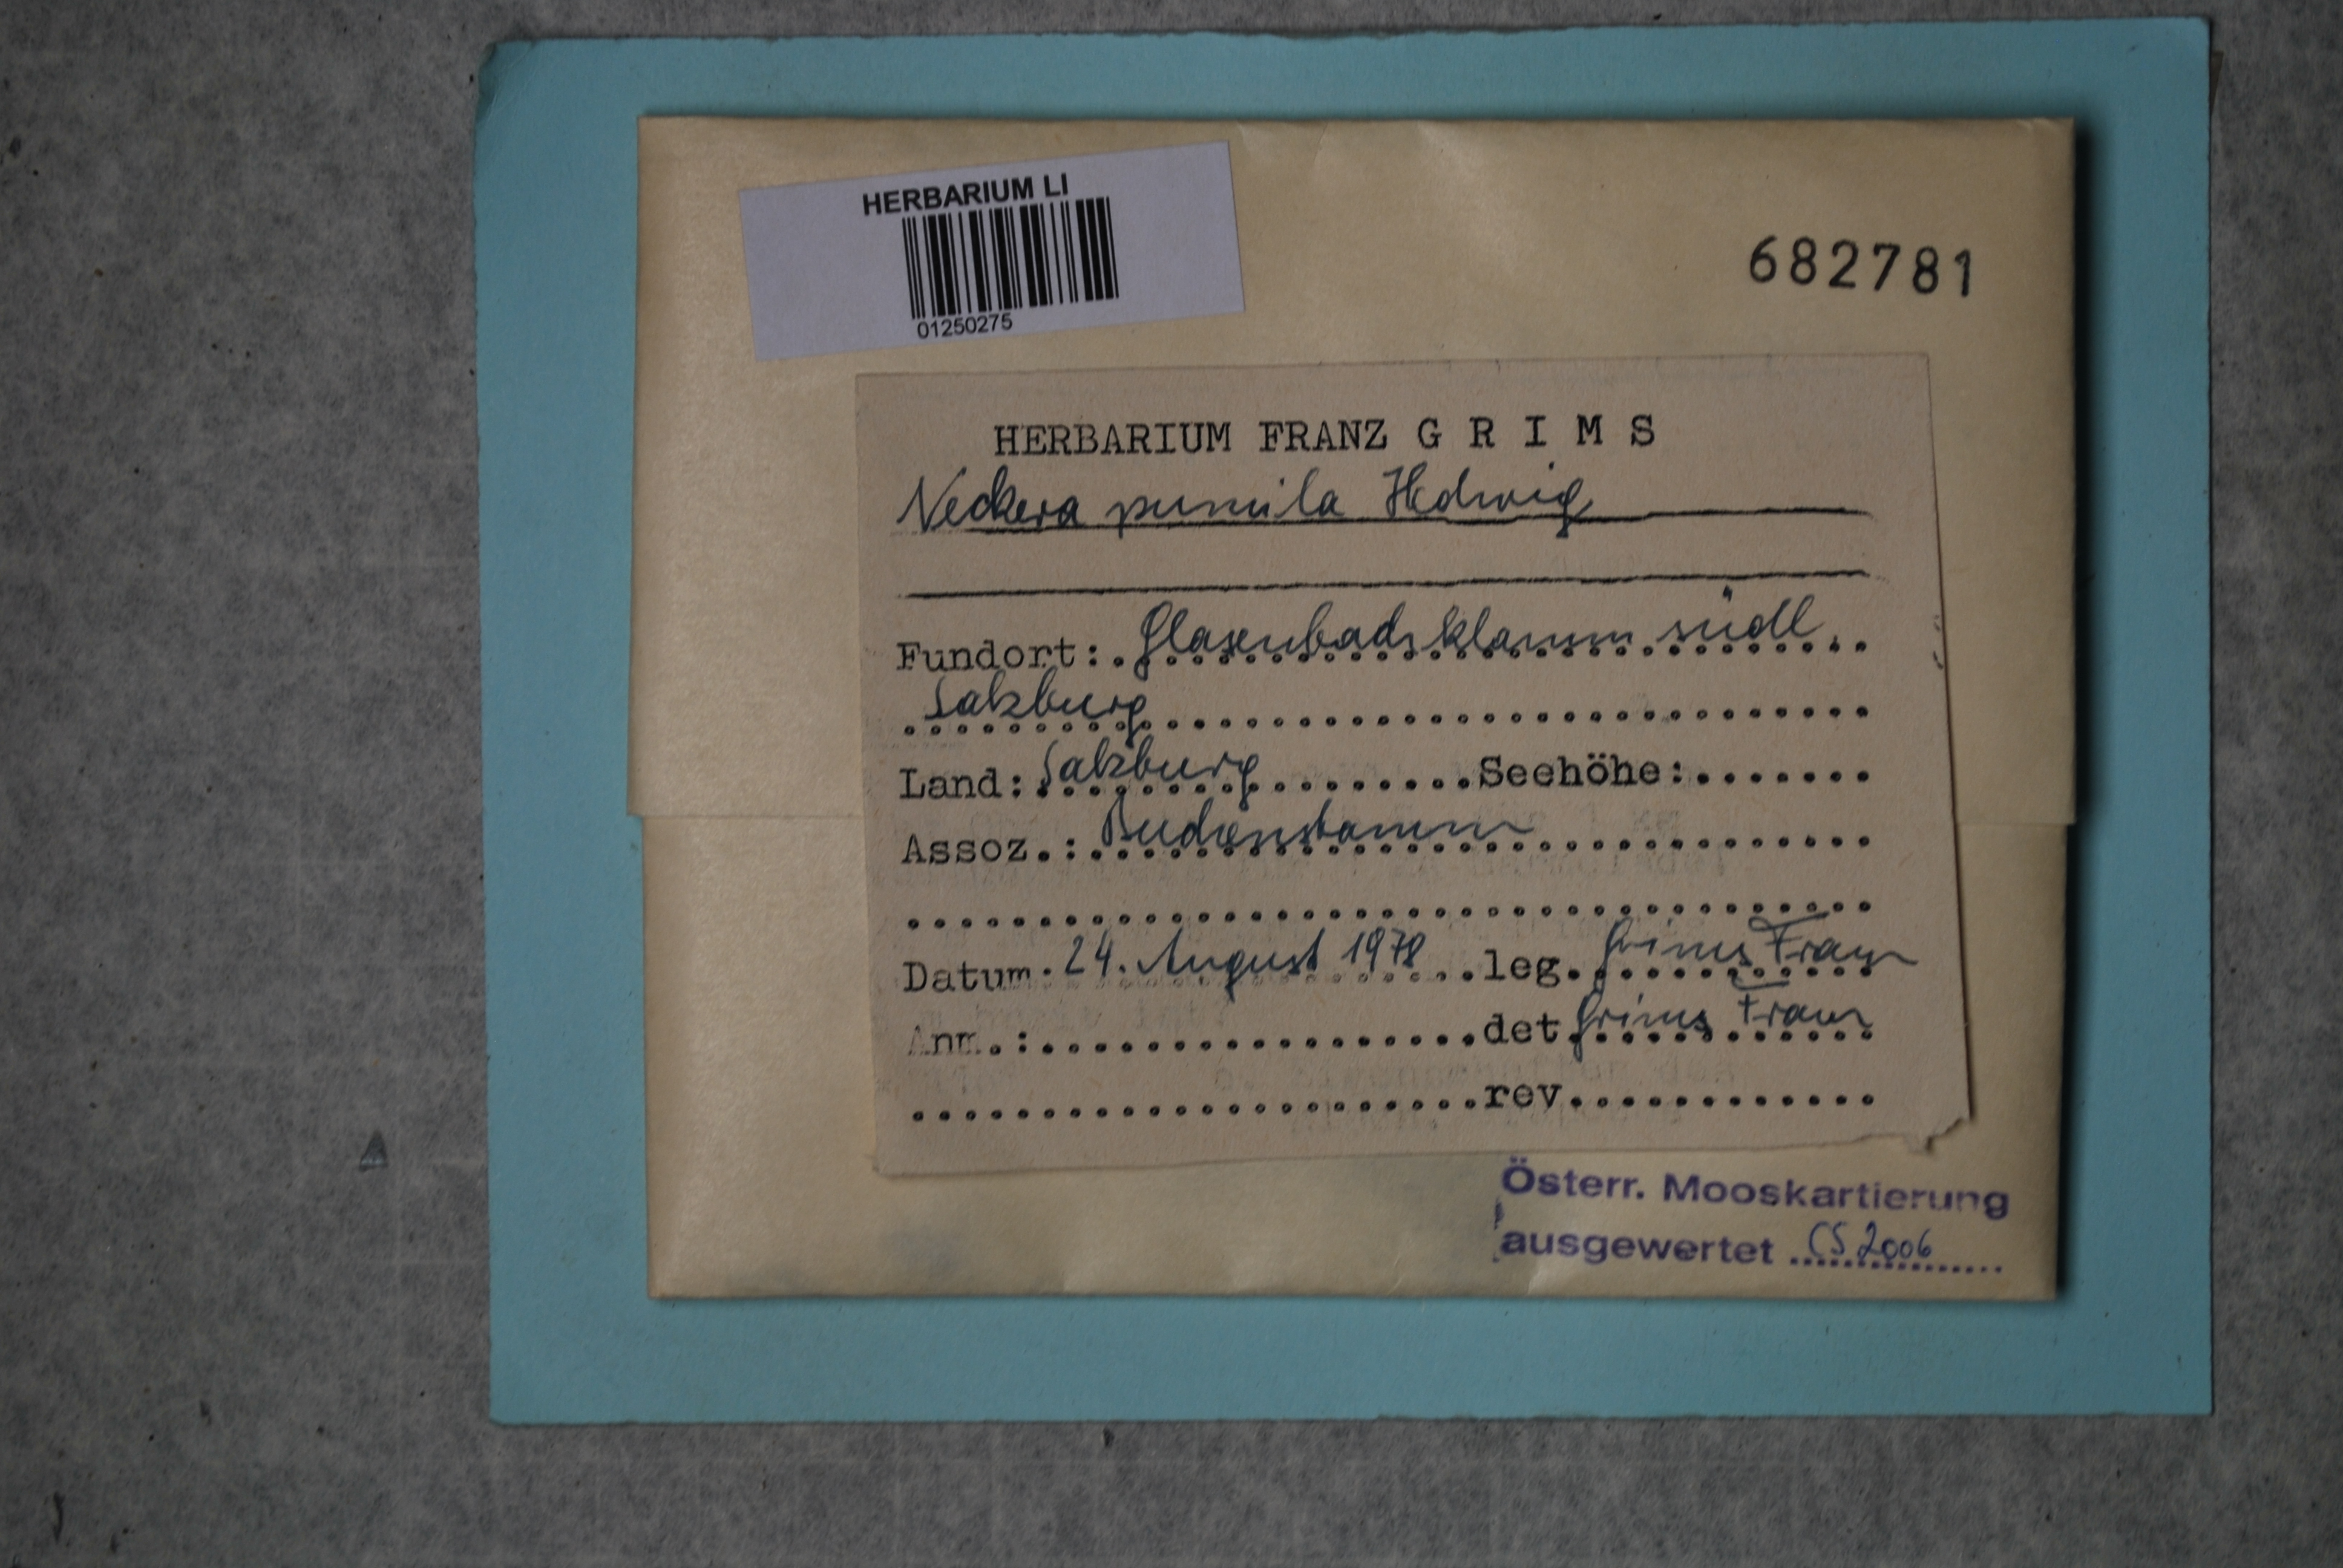 HERBARIUM LI
01250275
682781
HERBARIUM FRANZ G R I M S
Neckera pumila Hedwig
Fundort: Glasenbachklamm südl.
Salzburg
Land: Salzburg Seehöhe:
Assoz.: Buchenstamm
Datum 24. August 1978 leg. Grims Franz
Anm.: det. Grims Franz
rev.
Österr. Mooskartierung
ausgewertet CS 2006